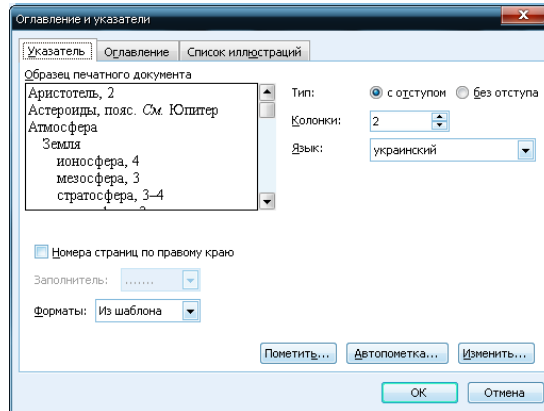 Оглавление и указатели
Указатель Оглавление Список иллюстраций
Образец печатного документа
Аристотель, 2
Астероиды, пояс. См. Юпитер
Атмосфера
Земля
ионосфера, 4
мезосфера, 3
стратосфера, 3–4
Тип: с отступом без отступа
Колонки: 2
Язык: украинский
Номера страниц по правому краю
Заполнитель: .......
Форматы: Из шаблона
Пометить... Автопометка... Изменить...
ОК Отмена